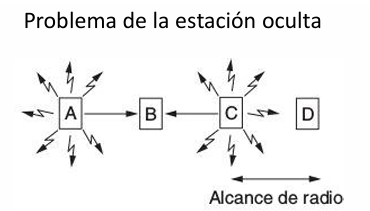 Problema de la estación oculta
A B C D
Alcance de radio